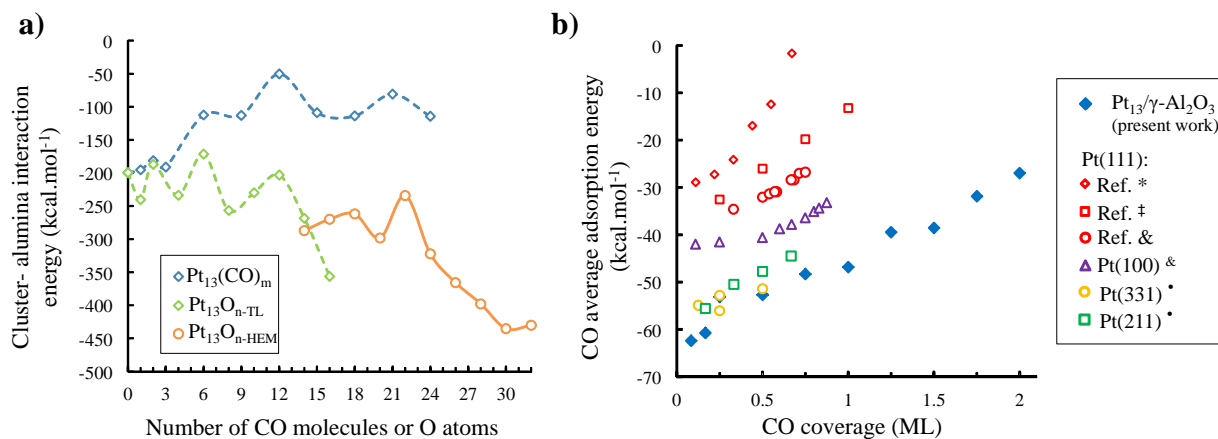 a)
Cluster- alumina interaction
energy (kcal.mol-1)
0
-50
-100
-150
-200
-250
-300
-350
-400
-450
-500
0 3 6 9 12 15 18 21 24 27 30
Number of CO molecules or O atoms
Pt13(CO)m
Pt13On-TL
Pt13On-HEM
b)
CO average adsorption energy
(kcal.mol-1)
0
-10
-20
-30
-40
-50
-60
-70
0 0.5 1 1.5 2
CO coverage (ML)
Pt13/γ-Al2O3
(present work)
Pt(111):
Ref. *
Ref. ‡
Ref. &
Pt(100) &
Pt(331) •
Pt(211) •